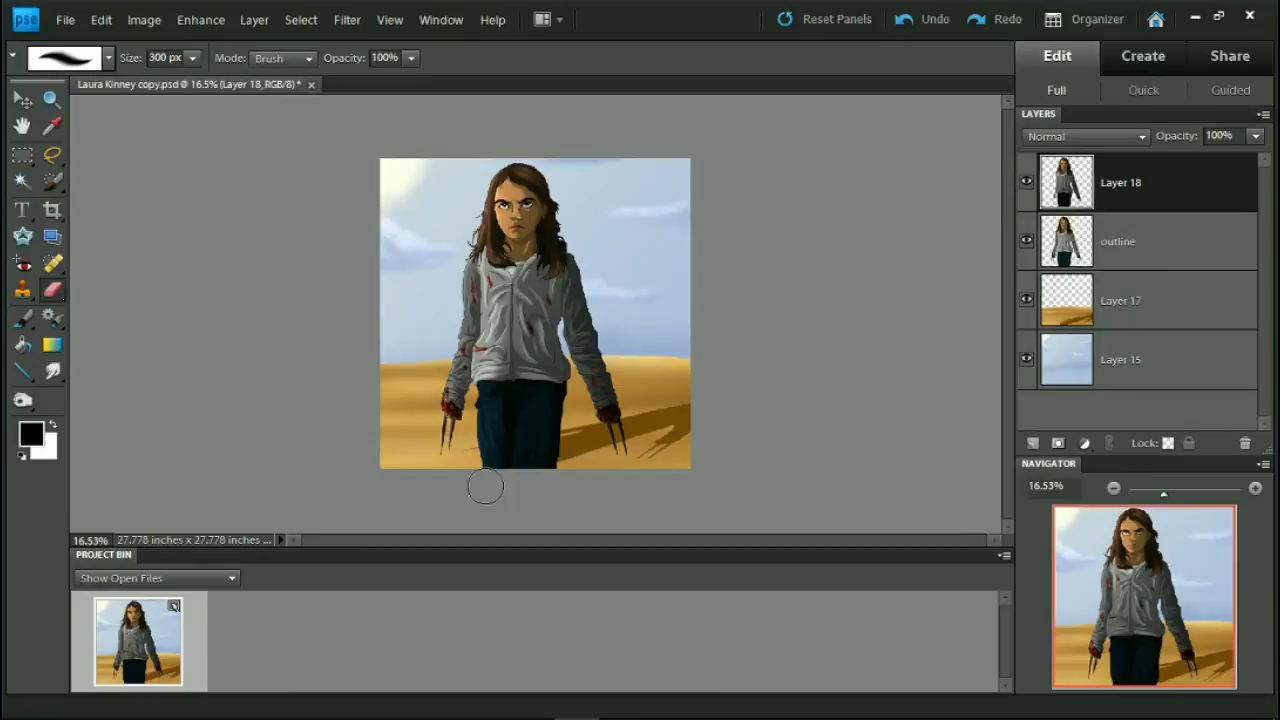 pse File Edit Image Enhance Layer Select Filter View Window Help Reset Panels Undo Redo Organizer
Size: 300 px Mode: Brush Opacity: 100% Edit Create Share
Laura Kinney copy.psd @ 16.5% (Layer 18, RGB/8) * Full Quick Guided
LAYERS
Normal Opacity: 100%
Layer 18
outline
Layer 17
Layer 15
T
Lock:
NAVIGATOR
16.53%
16.53% 27.778 inches x 27.778 inches ...
PROJECT BIN
Show Open Files